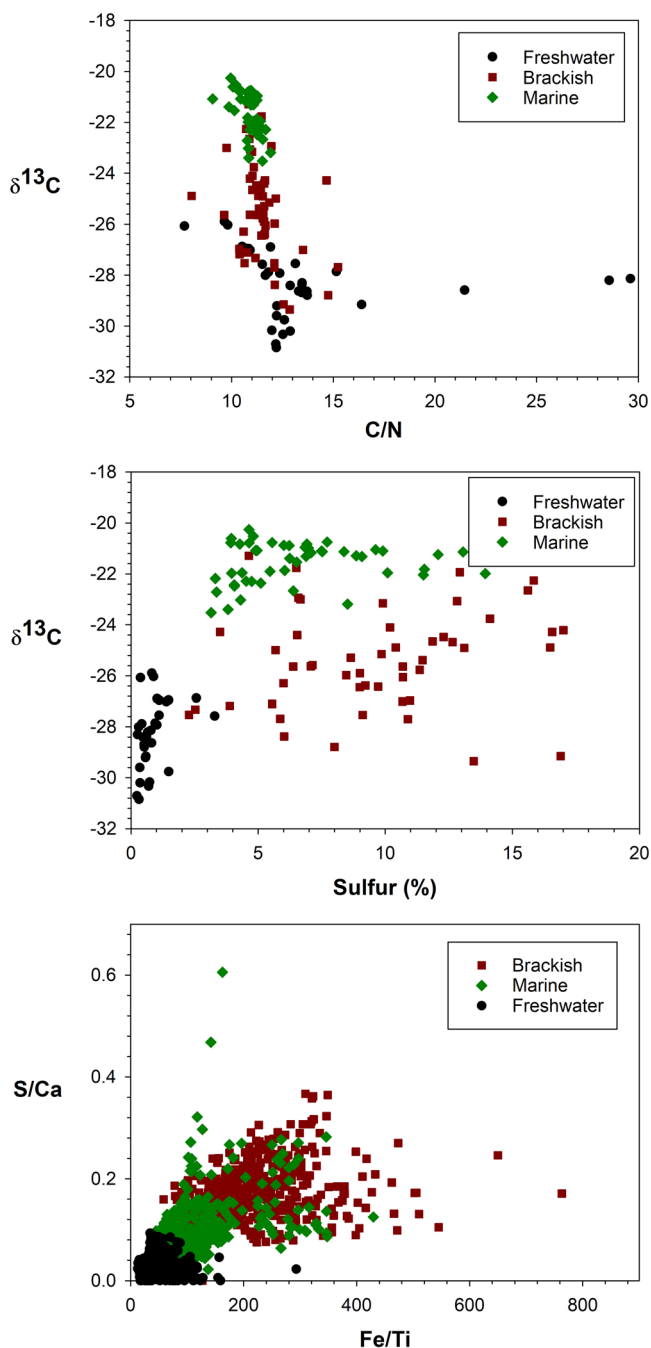 -18
-20
-22
-24
-26
-28
-30
-32
δ13C
5
10
15
20
25
30
C/N
Freshwater
Brackish
Marine
-18
-20
-22
-24
-26
-28
-30
-32
δ13C
0
5
10
15
20
Sulfur (%)
Freshwater
Brackish
Marine
0.6
0.4
0.2
0.0
S/Ca
0
200
400
600
800
Fe/Ti
Brackish
Marine
Freshwater